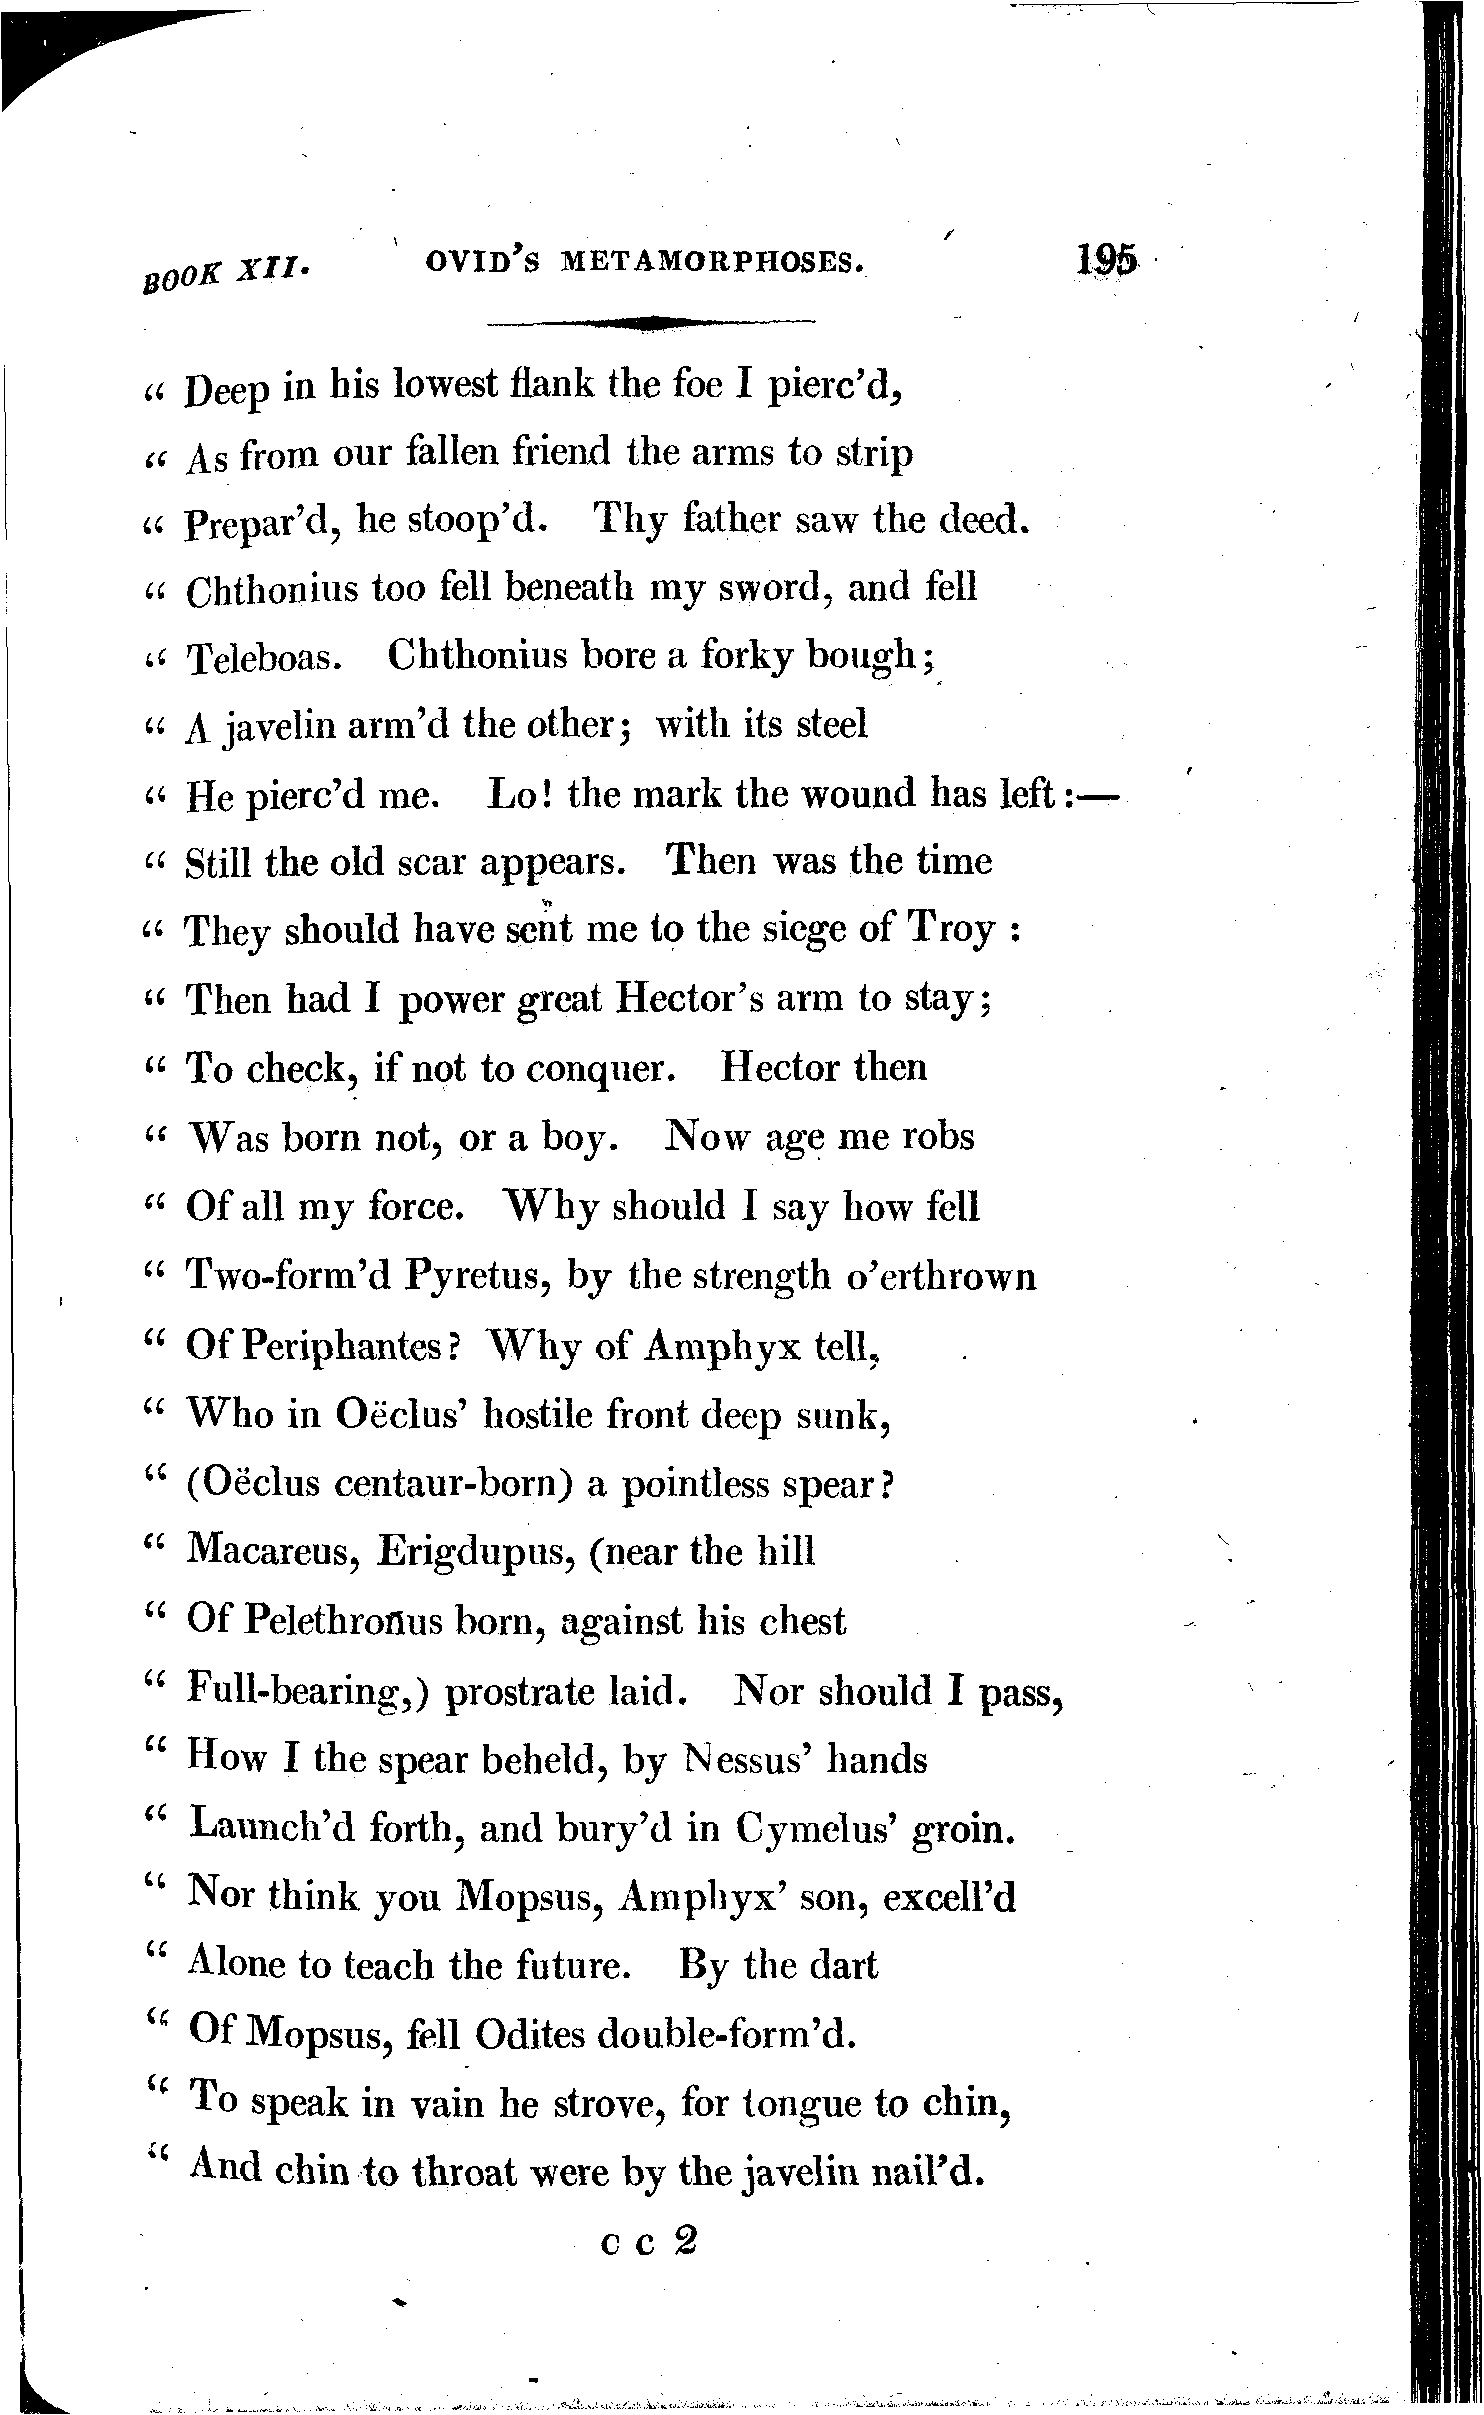 BOOK XII. OVID'S METAMORPHOSES. 195
“ Deep in his lowest flank the foe I pierc'd,
“ As from our fallen friend the arms to strip
“ Prepar'd, he stoop'd. Thy father saw the deed.
“ Chthonius too fell beneath my sword, and fell
“ Teleboas. Chthonius bore a forky bough;
“ A javelin arm'd the other; with its steel
“ He pierc'd me. Lo! the mark the wound has left:—
“ Still the old scar appears. Then was the time
“ They should have sent me to the siege of Troy :
“ Then had I power great Hector's arm to stay;
“ To check, if not to conquer. Hector then
“ Was born not, or a boy. Now age me robs
“ Of all my force. Why should I say how fell
“ Two-form'd Pyretus, by the strength o'erthrown
“ Of Periphantes? Why of Amphyx tell,
“ Who in Oëclus' hostile front deep sunk,
“ (Oëclus centaur-born) a pointless spear?
“ Macareus, Erigdupus, (near the hill
“ Of Pelethronus born, against his chest
“ Full-bearing,) prostrate laid. Nor should I pass,
“ How I the spear beheld, by Nessus' hands
“ Launch'd forth, and bury'd in Cymelus' groin.
“ Nor think you Mopsus, Amphyx' son, excell'd
“ Alone to teach the future. By the dart
“ Of Mopsus, fell Odites double-form'd.
“ To speak in vain he strove, for tongue to chin,
“ And chin to throat were by the javelin nail'd.
C C 2